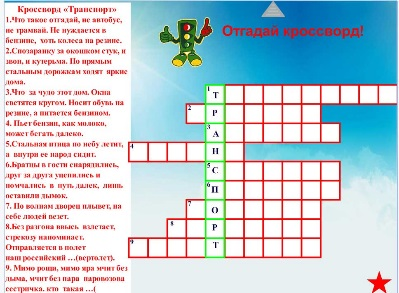 Кроссворд «Транспорт»
1.Что такое отгадай, не автобус,
не трамвай. Не нуждается в
бензине, хоть колеса на резине.
2.Спозаранку за окошком стук, и
звон, и кутерьма. По прямым
стальным дорожкам ходят яркие
дома.
3.Что за чудо этот дом. Окна
светятся кругом. Носит обувь на
резине, а питается бензином.
4. Пьет бензин, как молоко,
может бегать далеко.
5.Стальная птица по небу летит,
а внутри ее народ сидит.
6.Братцы в гости снарядились,
друг за друга уцепились и
помчались в путь далек, лишь
оставили дымок.
7. По волнам дворец плывет, на
себе людей везет.
8.Без разгона ввысь взлетает,
стрекозу напоминает.
Отправляется в полет
наш российский …(вертолет).
9. Мимо рощи, мимо яра мчит без
дыма, мчит без пара паровозова
сестричка. кто такая …(
Отгадай кроссворд!
1 Т
2 Р
3 А
4 Н
5 С
6 П
7 О
8 Р
9 Т